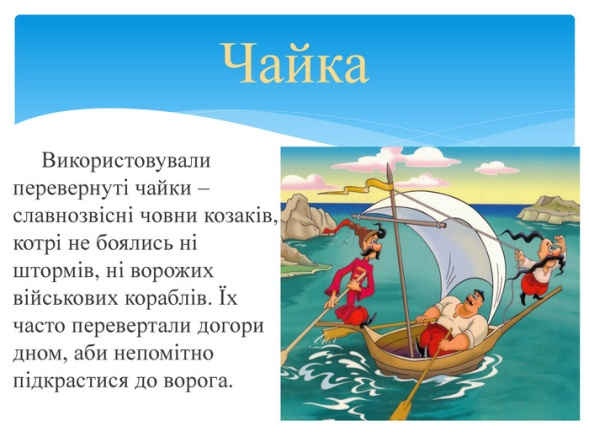 Чайка
Використовували
перевернуті чайки –
славнозвісні човни козаків,
котрі не боялись ні
штормів, ні ворожих
військових кораблів. Їх
часто перевертали догори
дном, аби непомітно
підкрастися до ворога.